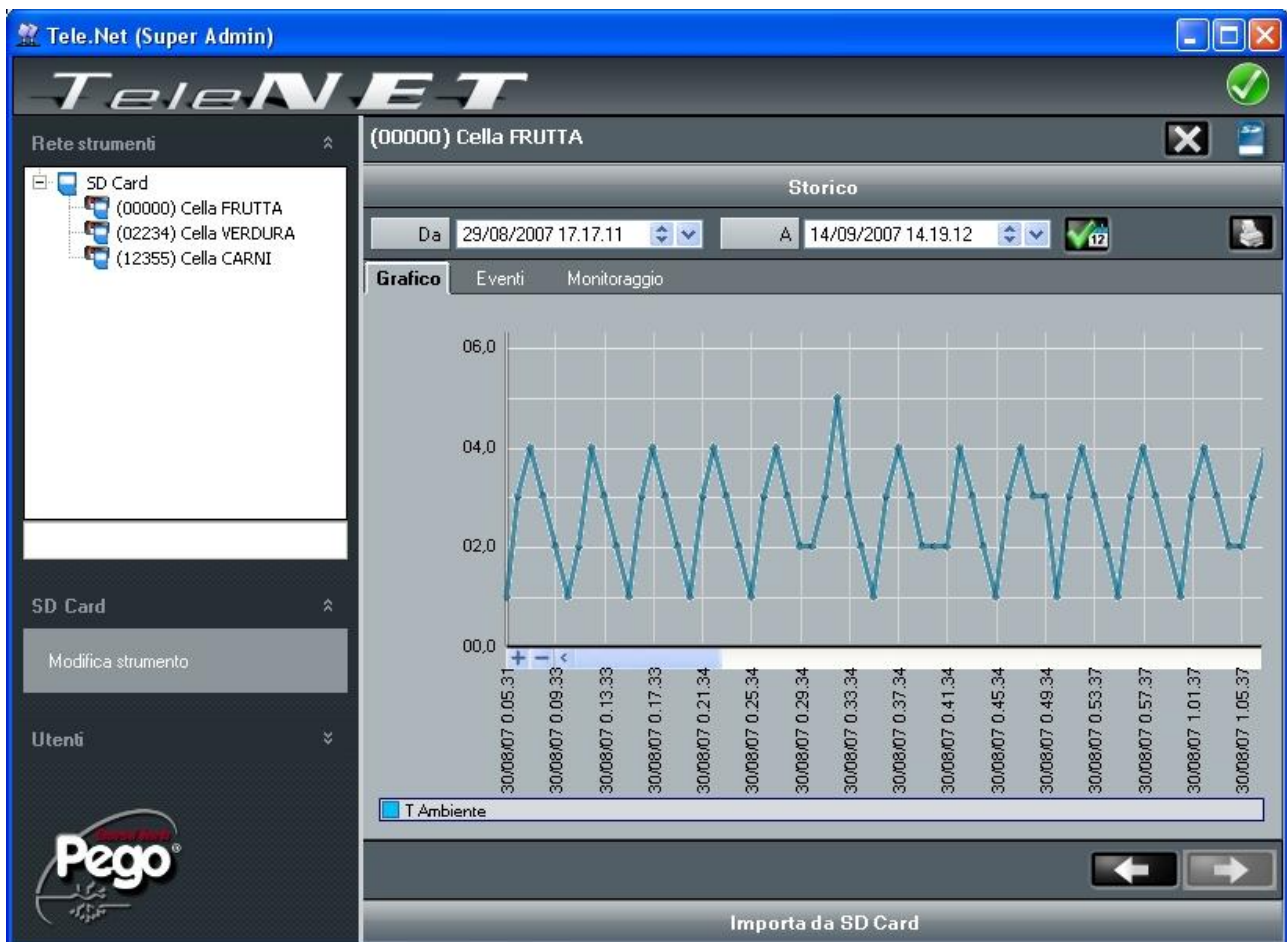 Tele.Net (Super Admin)
TeleNET
Rete strumenti
SD Card
(00000) Cella FRUTTA
(02234) Cella VERDURA
(12355) Cella CARNI
SD Card
Modifica strumento
Utenti
Pego®
(00000) Cella FRUTTA
Storico
Da 29/08/2007 17.17.11 A 14/09/2007 14.19.12 12
Grafico Eventi Monitoraggio
06,0
04,0
02,0
00,0
30/08/07 0.05.31
30/08/07 0.09.33
30/08/07 0.13.33
30/08/07 0.17.33
30/08/07 0.21.34
30/08/07 0.25.34
30/08/07 0.29.34
30/08/07 0.33.34
30/08/07 0.37.34
30/08/07 0.41.34
30/08/07 0.45.34
30/08/07 0.49.34
30/08/07 0.53.37
30/08/07 0.57.37
30/08/07 1.01.37
30/08/07 1.05.37
T Ambiente
Importa da SD Card